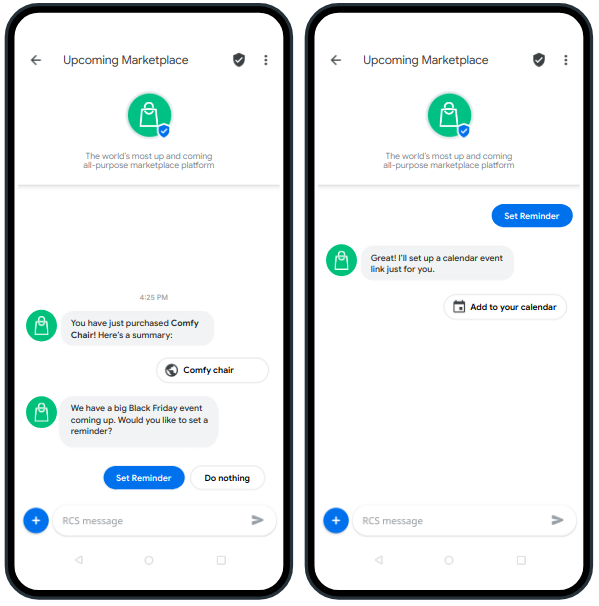 Upcoming Marketplace
The world's most up and coming
all-purpose marketplace platform
4:25 PM
You have just purchased Comfy
Chair! Here's a summary:
Comfy chair
We have a big Black Friday event
coming up. Would you like to set a
reminder?
Set Reminder
Do nothing
RCS message
Upcoming Marketplace
The world's most up and coming
all-purpose marketplace platform
Set Reminder
Great! I'll set up a calendar event
link just for you.
Add to your calendar
RCS message